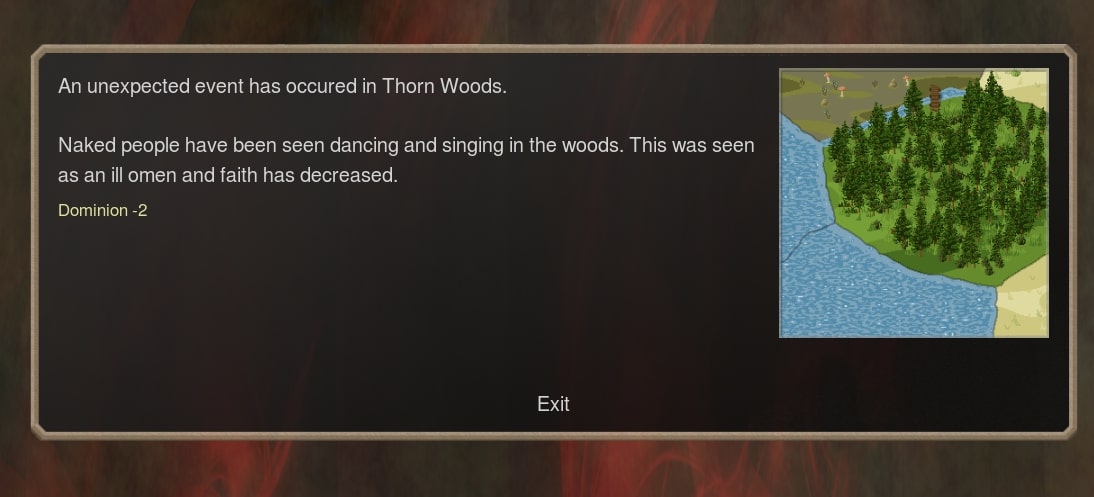 An unexpected event has occured in Thorn Woods.
Naked people have been seen dancing and singing in the woods. This was seen
as an ill omen and faith has decreased.
Dominion -2
Exit